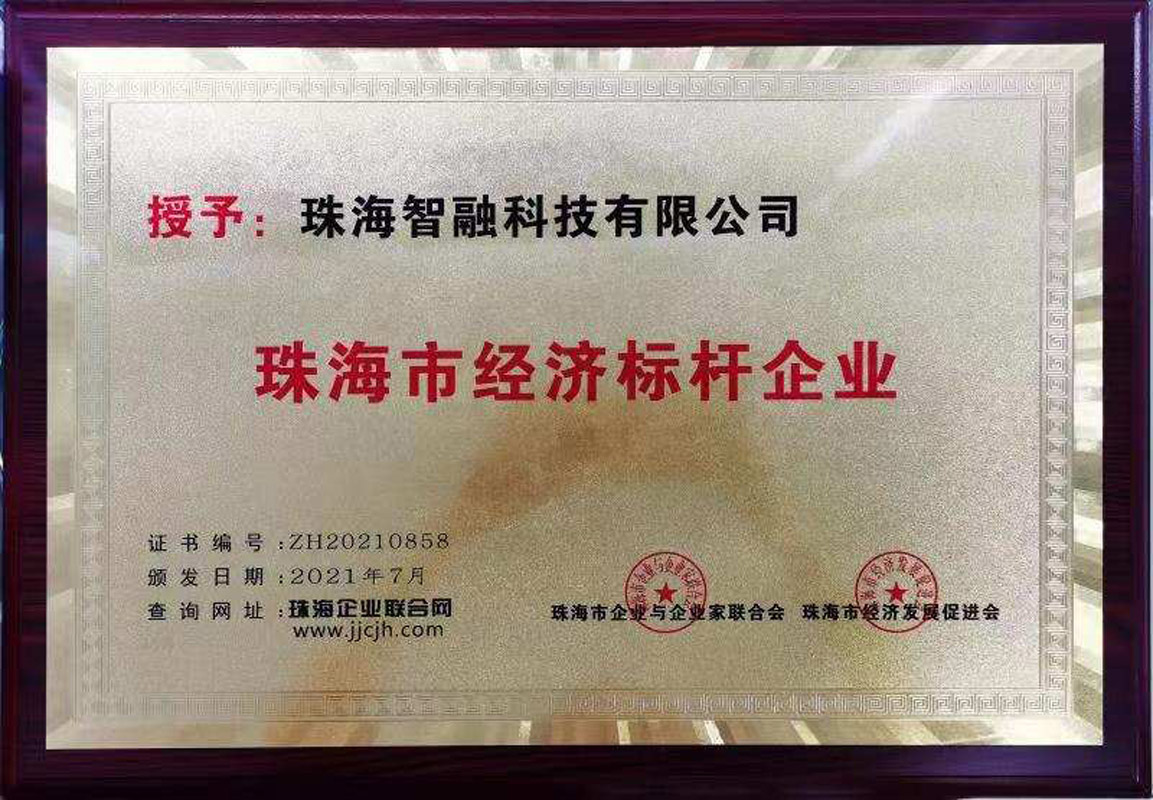 授予：珠海智融科技有限公司
珠海市经济标杆企业
证书编号：ZH20210858
颁发日期：2021年7月
查询网址：珠海企业联合网
www.jjcjh.com
珠海市企业与企业家联合会 珠海市经济发展促进会